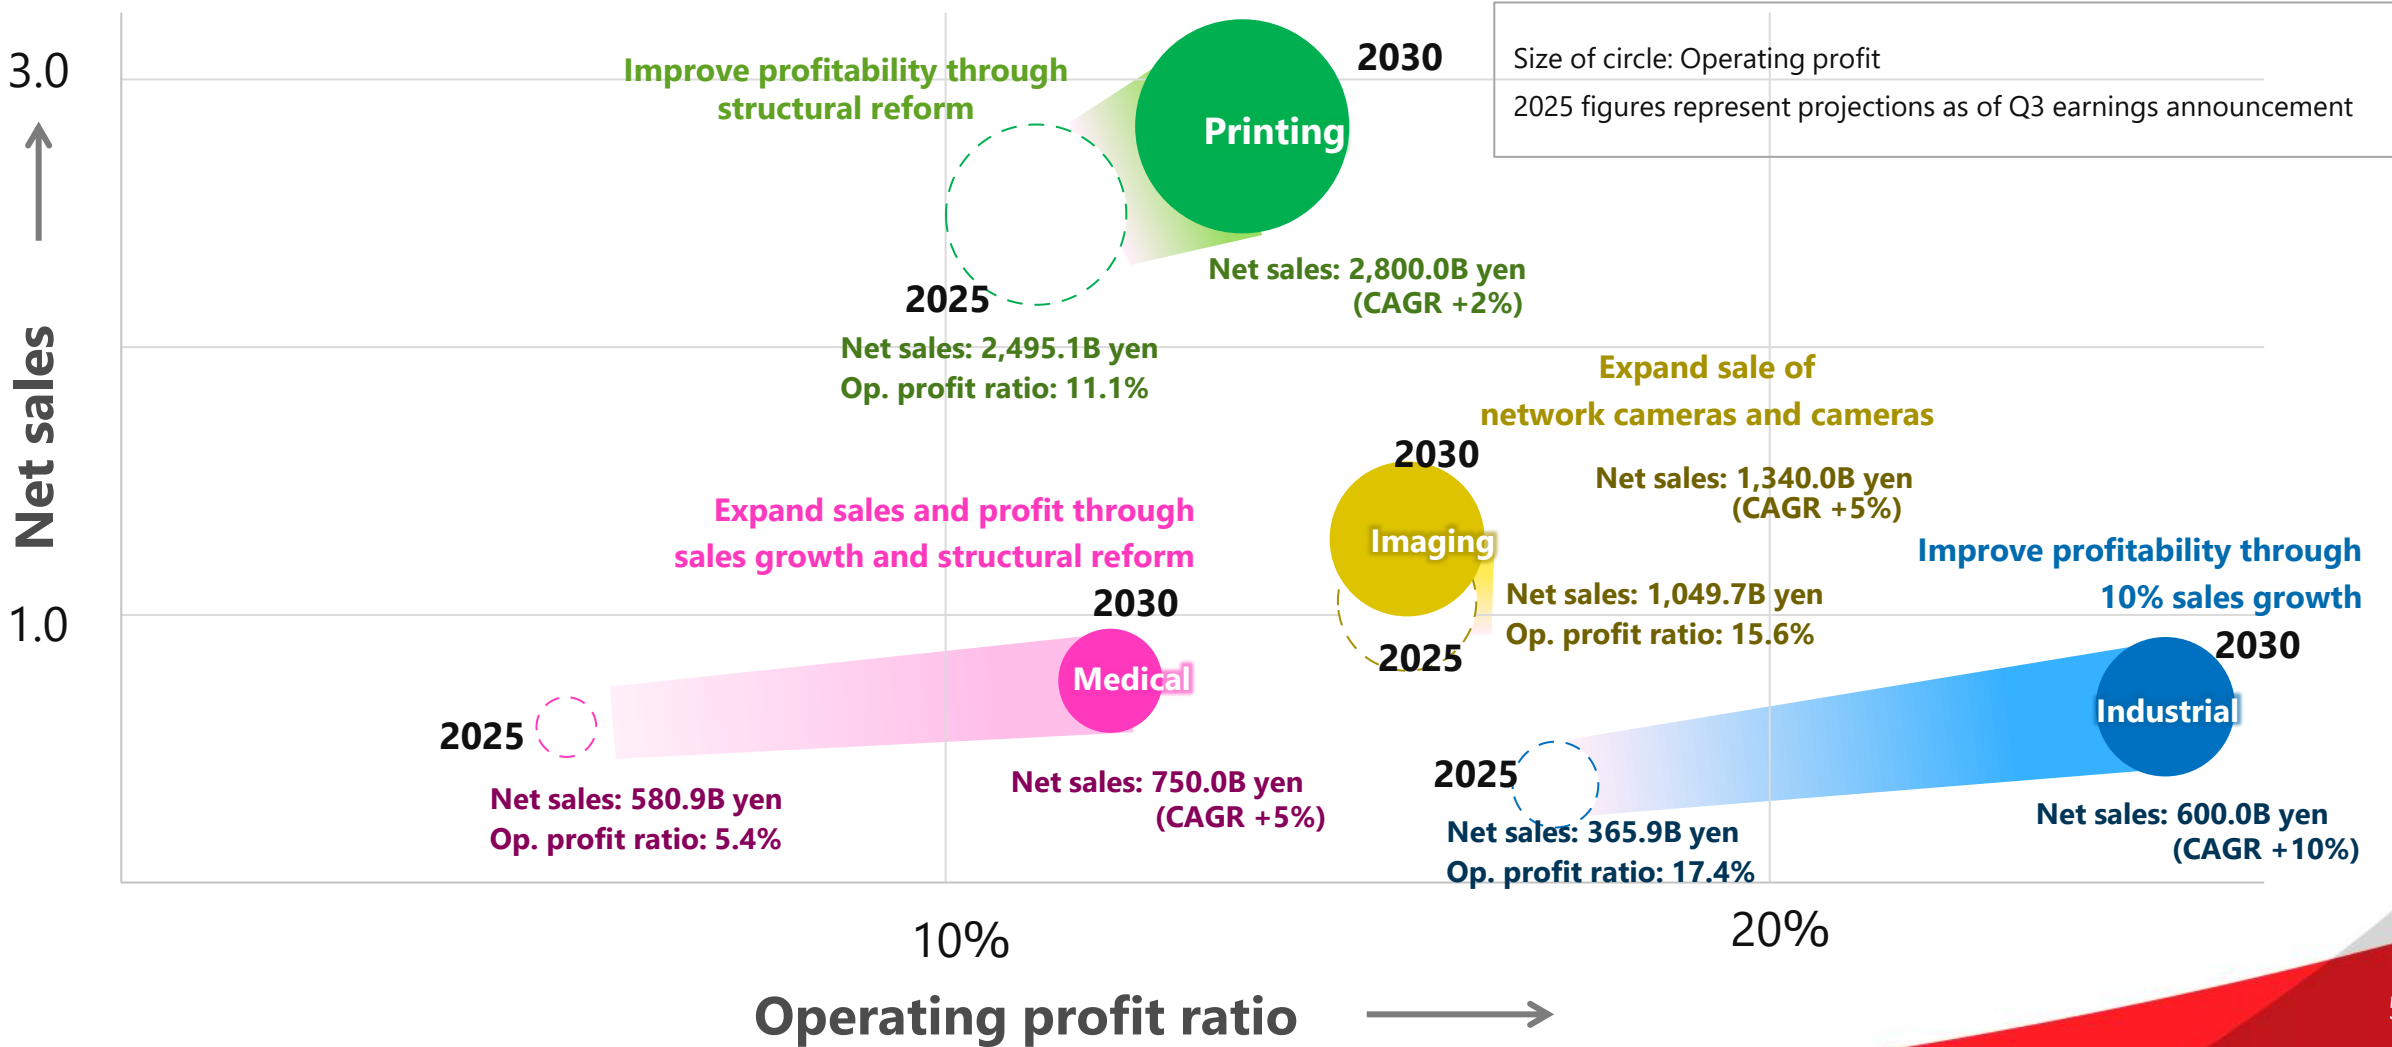 3.0
Net sales
1.0
Size of circle: Operating profit
2025 figures represent projections as of Q3 earnings announcement
Improve profitability through
structural reform
2030
Printing
Net sales: 2,800.0B yen
(CAGR +2%)
2025
Net sales: 2,495.1B yen
Op. profit ratio: 11.1%
Expand sale of
network cameras and cameras
2030
Net sales: 1,340.0B yen
(CAGR +5%)
Imaging
Net sales: 1,049.7B yen
Op. profit ratio: 15.6%
2025
Expand sales and profit through
sales growth and structural reform
2030
Medical
2025
Net sales: 750.0B yen
(CAGR +5%)
Net sales: 580.9B yen
Op. profit ratio: 5.4%
Improve profitability through
10% sales growth
2030
Industrial
2025
Net sales: 365.9B yen
Op. profit ratio: 17.4%
Net sales: 600.0B yen
(CAGR +10%)
10%
20%
Operating profit ratio